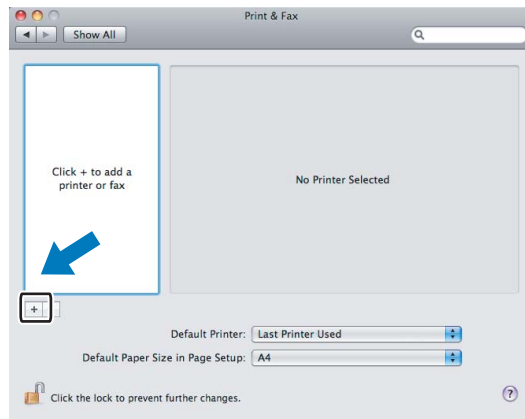 Print & Fax
Show All
Click + to add a
printer or fax
No Printer Selected
+
Default Printer: Last Printer Used
Default Paper Size in Page Setup: A4
Click the lock to prevent further changes.
?